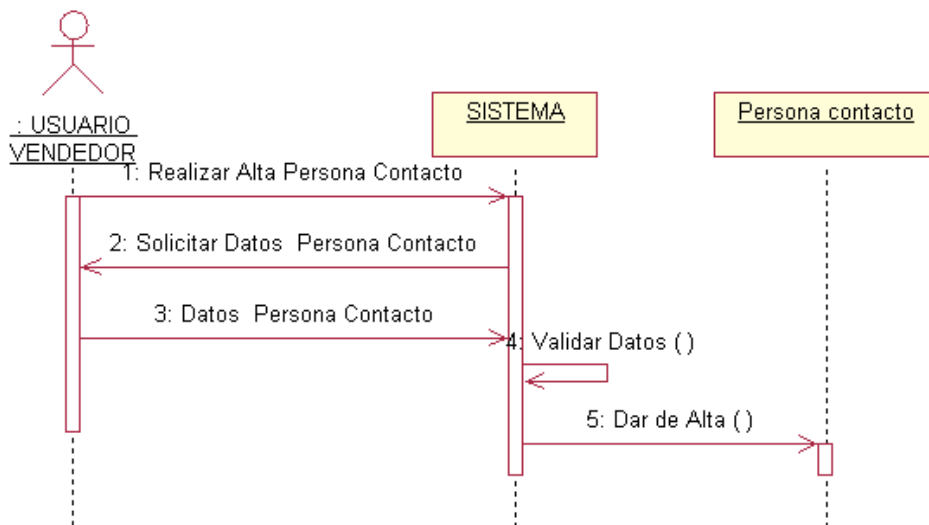 : USUARIO
VENDEDOR
SISTEMA
Persona contacto
1: Realizar Alta Persona Contacto
2: Solicitar Datos Persona Contacto
3: Datos Persona Contacto
4: Validar Datos ( )
5: Dar de Alta ( )